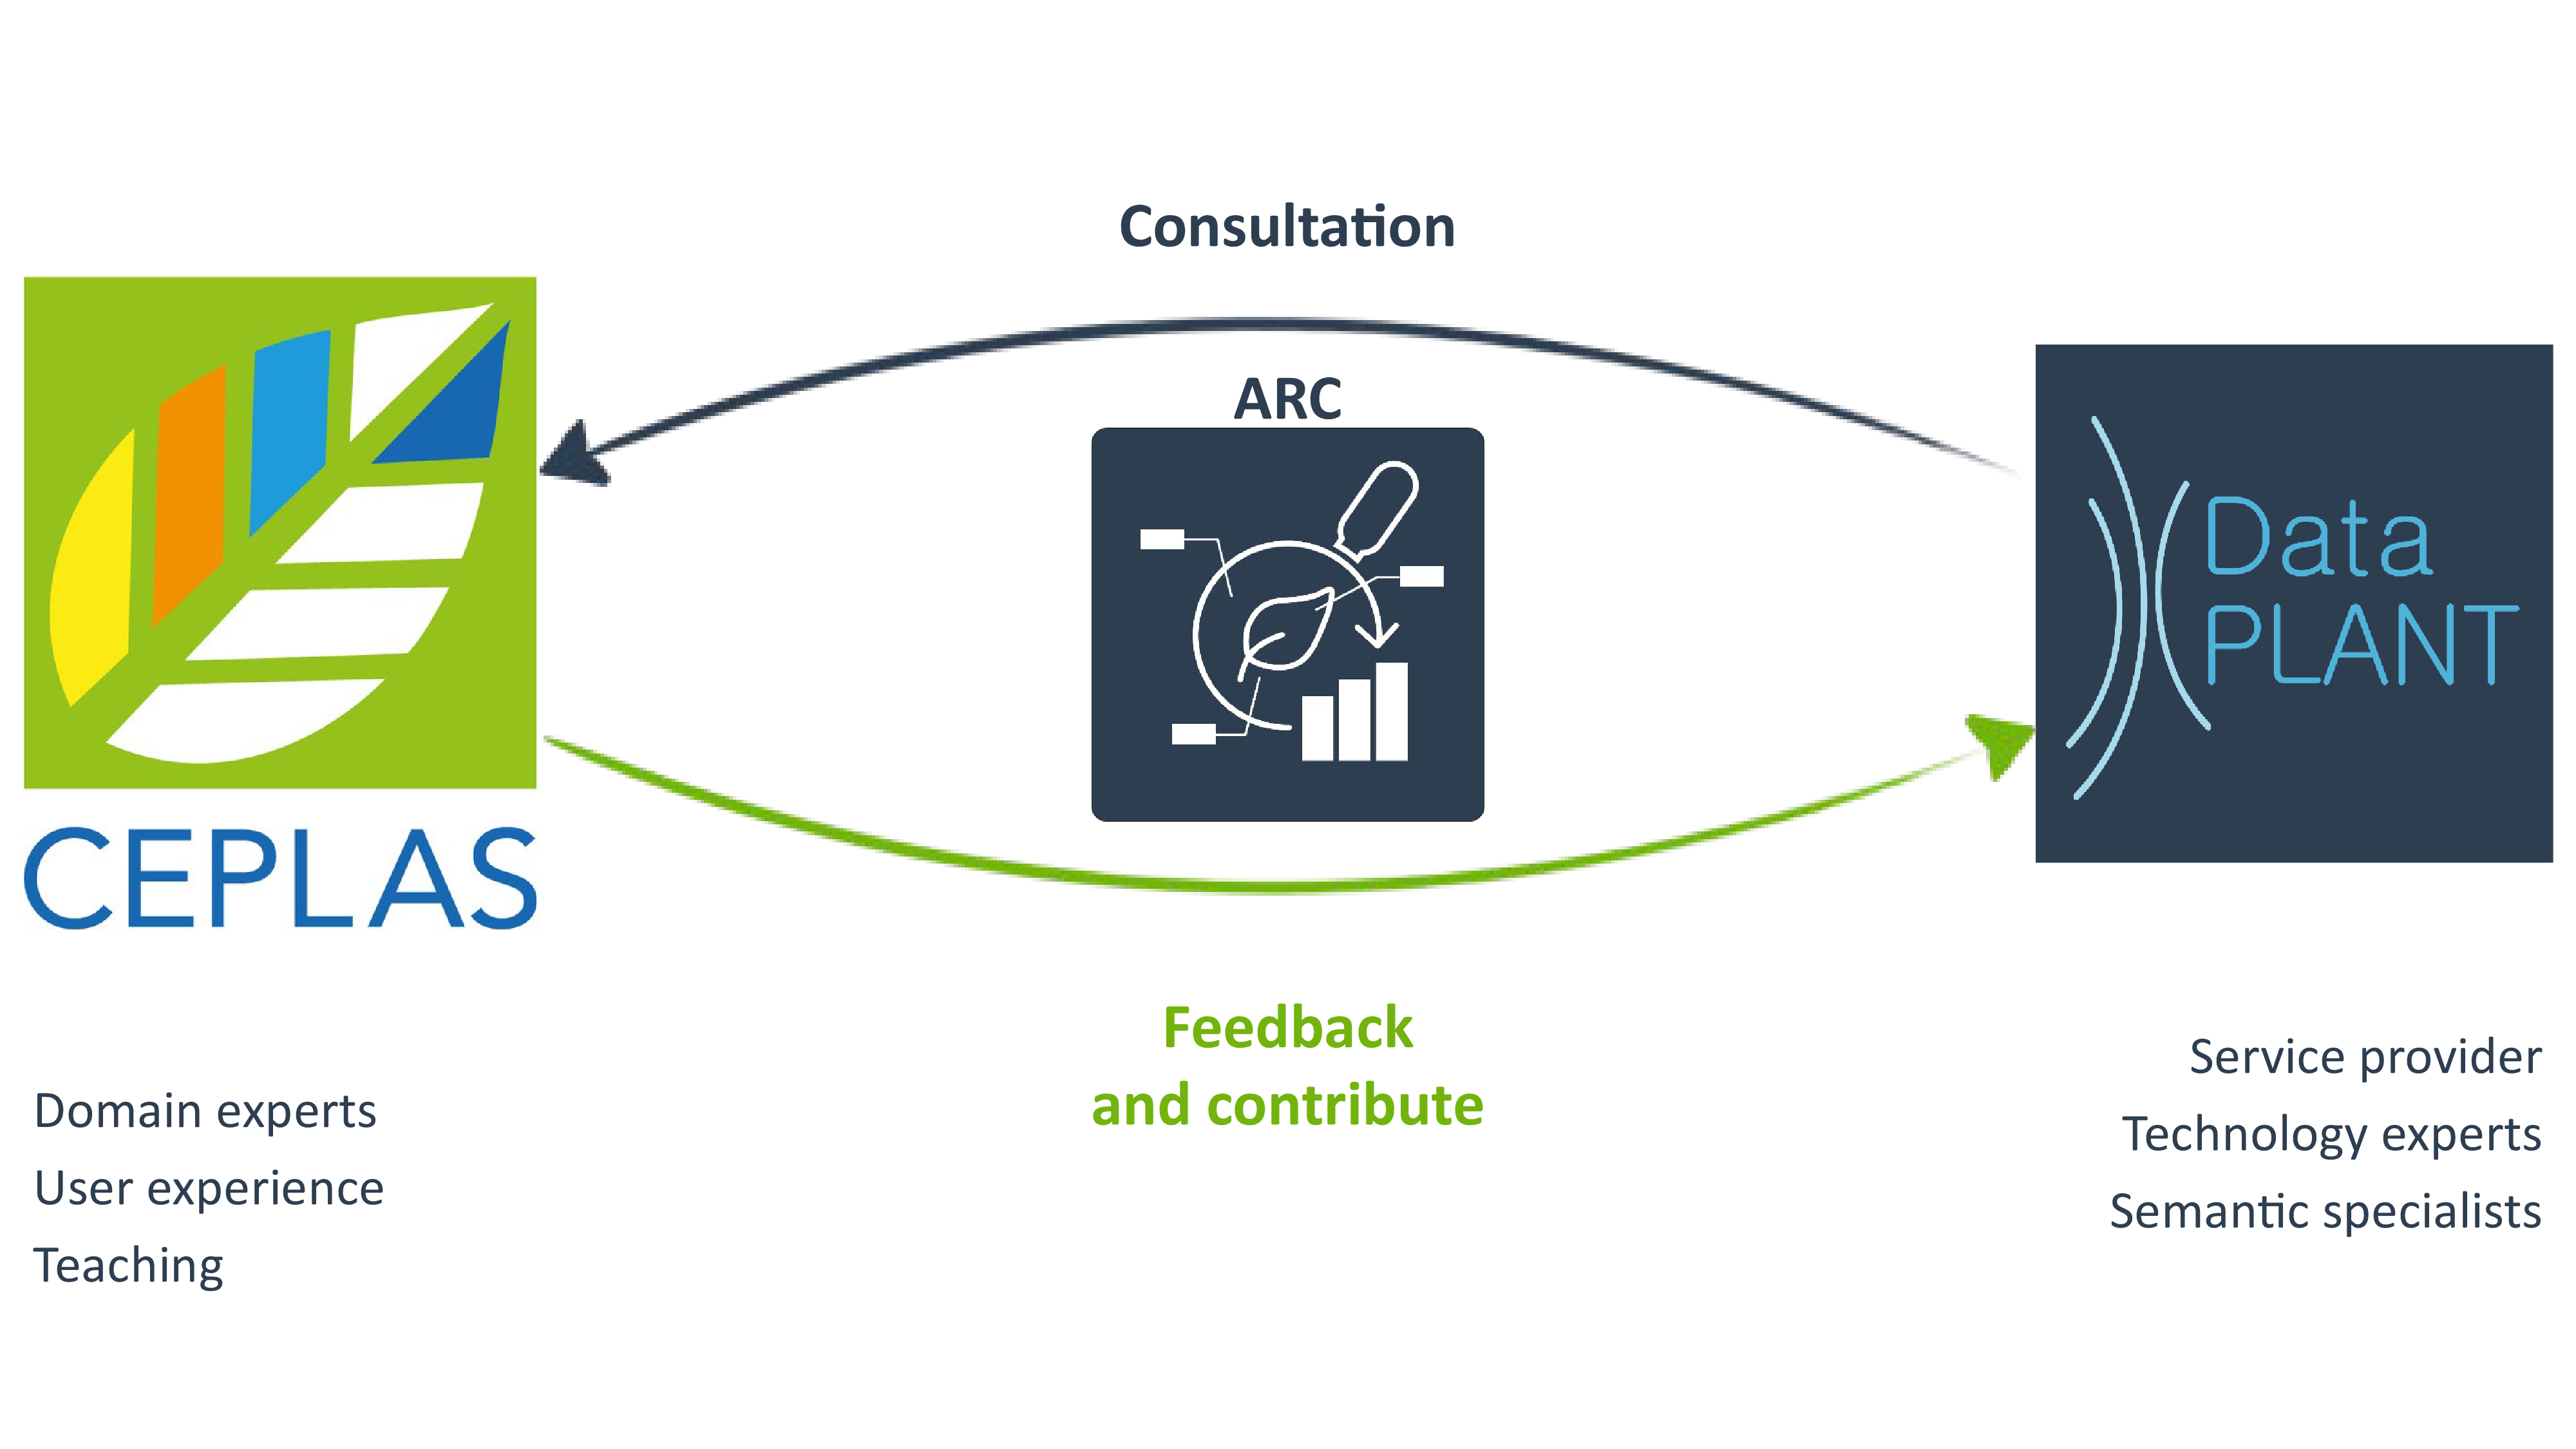 Consultation
ARC
CEPLAS
Data
PLANT
Feedback
and contribute
Domain experts
User experience
Teaching
Service provider
Technology experts
Semantic specialists